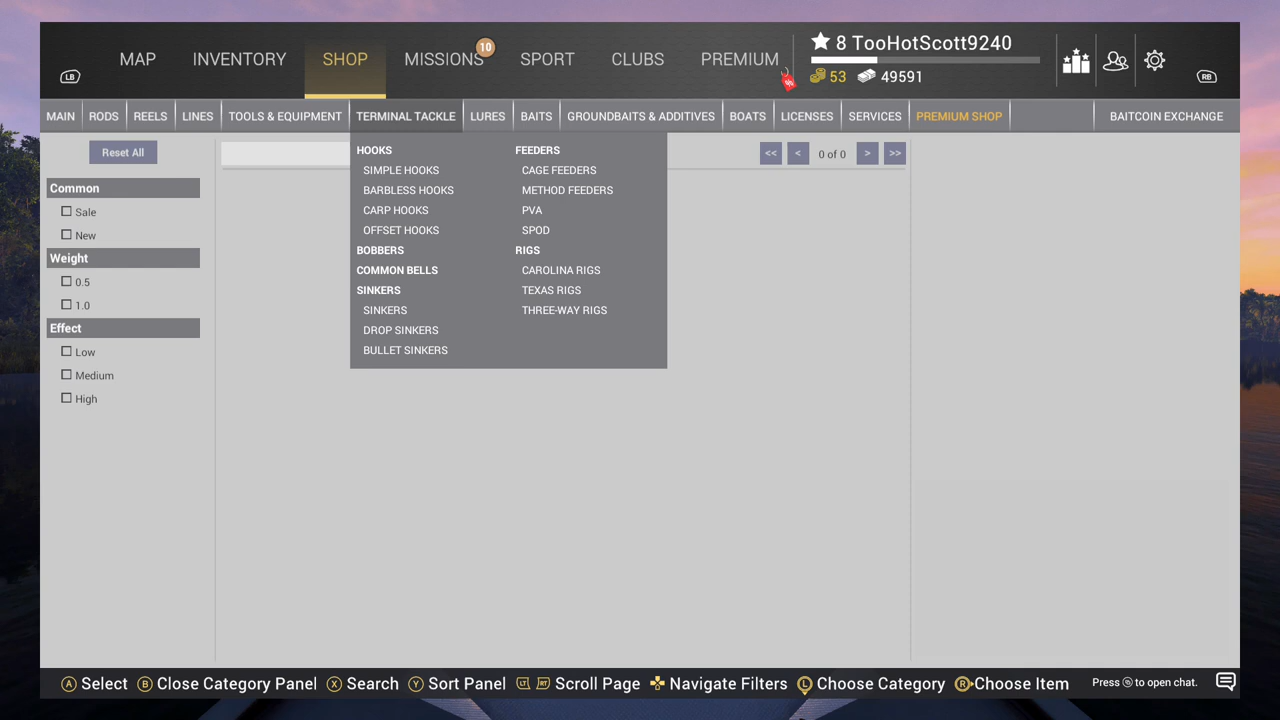 LB
MAP
INVENTORY
SHOP
MISSIONS
10
SPORT
CLUBS
PREMIUM
%
8 TooHotScott9240
53
49591
RB
MAIN
RODS
REELS
LINES
TOOLS & EQUIPMENT
TERMINAL TACKLE
LURES
BAITS
GROUNDBAITS & ADDITIVES
BOATS
LICENSES
SERVICES
PREMIUM SHOP
BAITCOIN EXCHANGE
Reset All
Common
Sale
New
Weight
0.5
1.0
Effect
Low
Medium
High
HOOKS
SIMPLE HOOKS
BARBLESS HOOKS
CARP HOOKS
OFFSET HOOKS
BOBBERS
COMMON BELLS
SINKERS
SINKERS
DROP SINKERS
BULLET SINKERS
FEEDERS
CAGE FEEDERS
METHOD FEEDERS
PVA
SPOD
RIGS
CAROLINA RIGS
TEXAS RIGS
THREE-WAY RIGS
<<
<
0 of 0
>
>>
A Select
B Close Category Panel
X Search
Y Sort Panel
LT RT Scroll Page
Navigate Filters
L Choose Category
R Choose Item
Press to open chat.